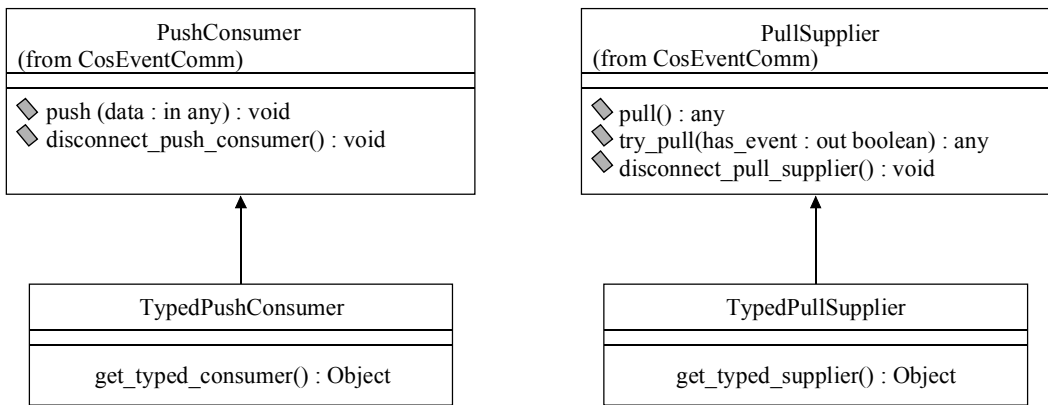 PushConsumer
(from CosEventComm)
push (data : in any) : void
disconnect_push_consumer() : void
PullSupplier
(from CosEventComm)
pull() : any
try_pull(has_event : out boolean) : any
disconnect_pull_supplier() : void
TypedPushConsumer
get_typed_consumer() : Object
TypedPullSupplier
get_typed_supplier() : Object